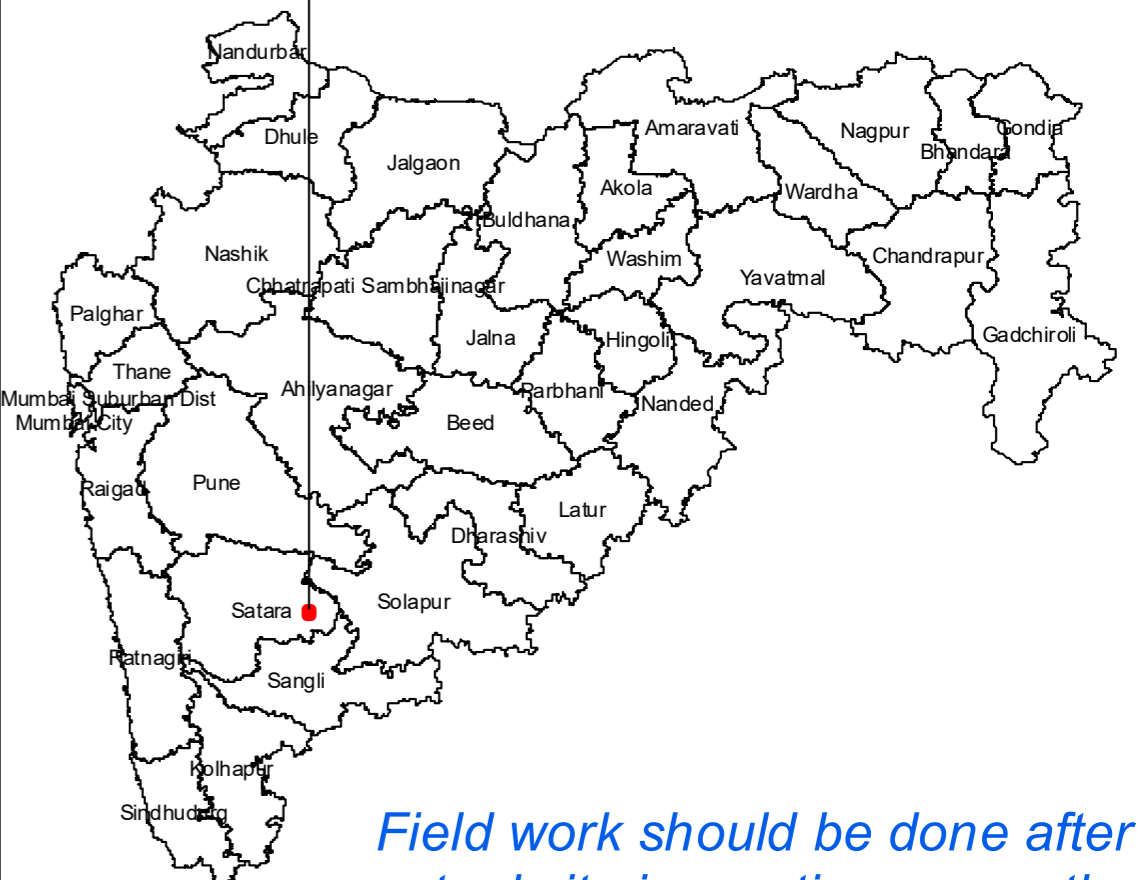 Nandurbar
Dhule
Jalgaon
Amaravati
Nagpur
Bhandara
Gondia
Akola
Wardha
Buldhana
Nashik
Washim
Chandrapur
Chhatrapati Sambhajinagar
Yavatmal
Palghar
Jalna
Hingoli
Gadchiroli
Thane
Ahilyanagar
Parbhani
Mumbai Suburban Dist
Nanded
Mumbai City
Beed
Raigad
Pune
Latur
Dharashiv
Satara
Solapur
Ratnagiri
Sangli
Kolhapur
Sindhudurg
Field work should be done after